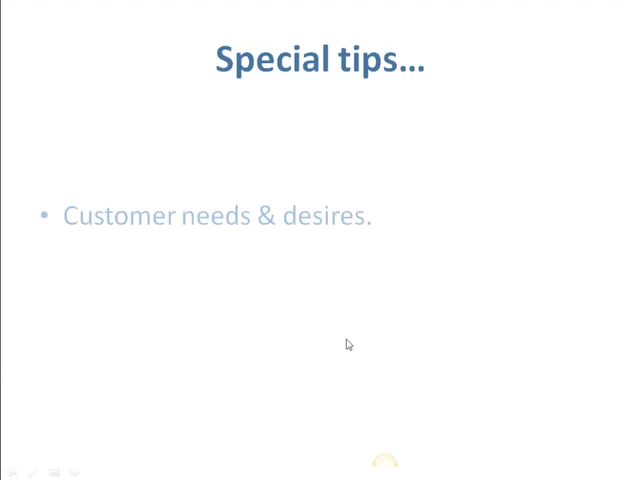 Special tips...
• Customer needs & desires.